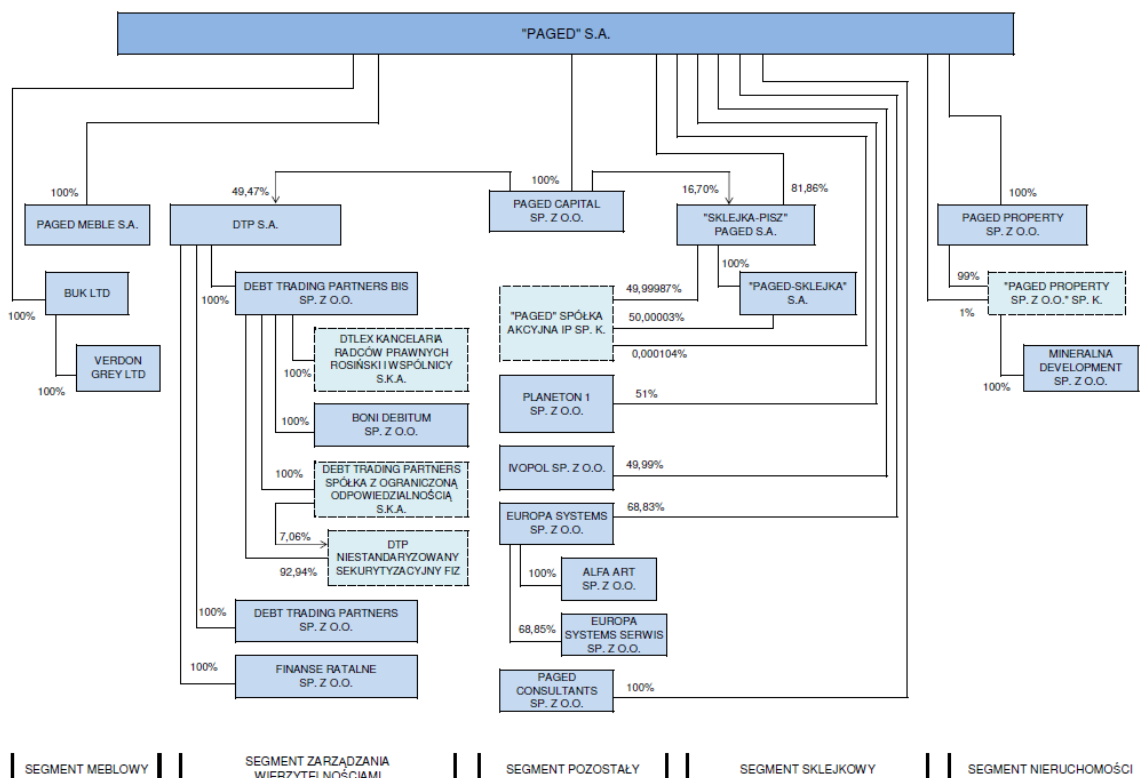 "PAGED" S.A.
100%
PAGED MEBLE S.A.
100%
BUK LTD
100%
VERDON
GREY LTD
49,47%
DTP S.A.
100%
DEBT TRADING PARTNERS BIS
SP. Z O.O.
100%
DTLEX KANCELARIA
RADCÓW PRAWNYCH
ROSIŃSKI I WSPÓLNICY
S.K.A.
100%
BONI DEBITUM
SP. Z O.O.
100%
DEBT TRADING PARTNERS
SPÓŁKA Z OGRANICZONĄ
ODPOWIEDZIALNOŚCIĄ
S.K.A.
7,06%
92,94%
DTP
NIESTANDARYZOWANY
SEKURYTYZACYJNY FIZ
100%
DEBT TRADING PARTNERS
SP. Z O.O.
100%
FINANSE RATALNE
SP. Z O.O.
100%
PAGED CAPITAL
SP. Z O.O.
16,70%
81,86%
"SKLEJKA-PISZ"
PAGED S.A.
100%
"PAGED-SKLEJKA"
S.A.
49,99987%
50,00003%
0,000104%
"PAGED" SPÓŁKA
AKCYJNA IP SP. K.
PLANETON 1
SP. Z O.O.
51%
IVOPOL SP. Z O.O.
49,99%
EUROPA SYSTEMS
SP. Z O.O.
68,83%
100%
ALFA ART
SP. Z O.O.
68,85%
EUROPA
SYSTEMS SERWIS
SP. Z O.O.
PAGED
CONSULTANTS
SP. Z O.O.
100%
100%
PAGED PROPERTY
SP. Z O.O.
99%
1%
"PAGED PROPERTY
SP. Z O.O." SP. K.
100%
MINERALNA
DEVELOPMENT
SP. Z O.O.
SEGMENT MEBLOWY
SEGMENT ZARZĄDZANIA
WIERZYTELNOŚCIAMI
SEGMENT POZOSTAŁY
SEGMENT SKLEJKOWY
SEGMENT NIERUCHOMOŚCI